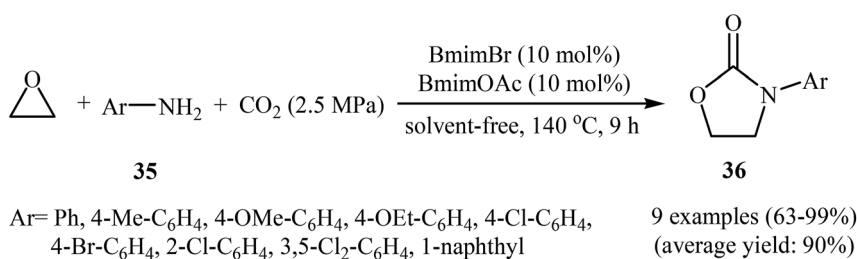 O
+ Ar—NH2 + CO2 (2.5 MPa)
35
BmimBr (10 mol%)
BmimOAc (10 mol%)
solvent-free, 140 oC, 9 h
O
O
N
Ar
36
Ar= Ph, 4-Me-C6H4, 4-OMe-C6H4, 4-OEt-C6H4, 4-Cl-C6H4,
4-Br-C6H4, 2-Cl-C6H4, 3,5-Cl2-C6H4, 1-naphthyl
9 examples (63-99%)
(average yield: 90%)